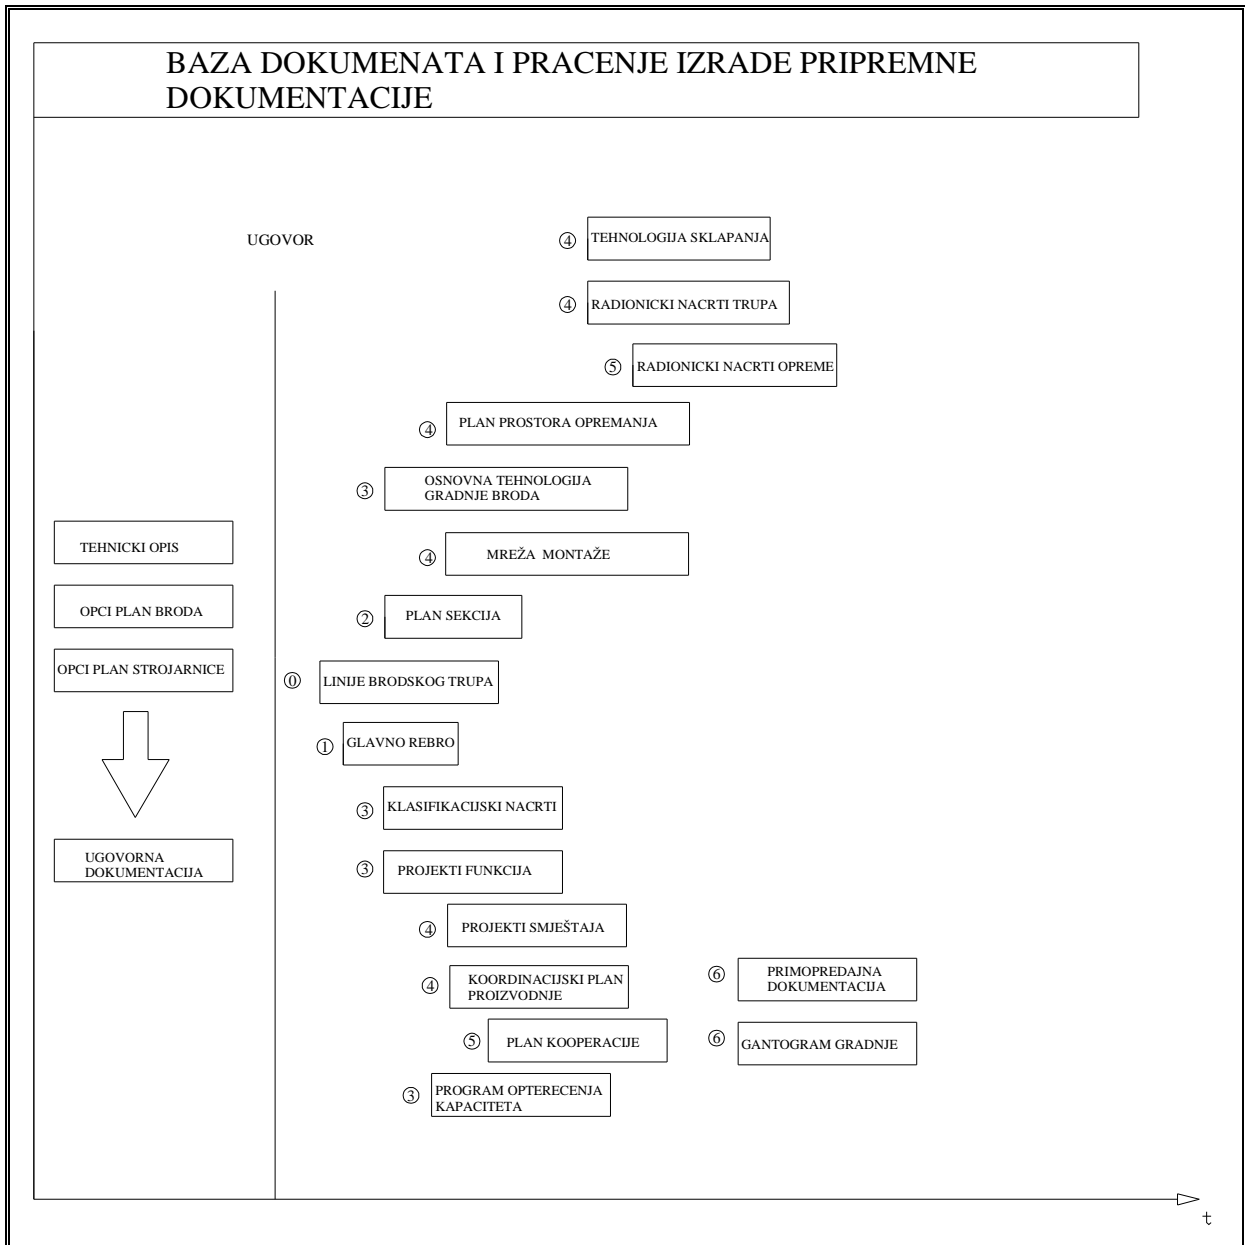 BAZA DOKUMENATA I PRACENJE IZRADE PRIPREMNE
DOKUMENTACIJE
UGOVOR
④ TEHNOLOGIJA SKLAPANJA
④ RADIONICKI NACRTI TRUPA
⑤ RADIONICKI NACRTI OPREME
④ PLAN PROSTORA OPREMANJA
③ OSNOVNA TEHNOLOGIJA
GRADNJE BRODA
TEHNICKI OPIS
④ MREŽA MONTAŽE
OPCI PLAN BRODA
② PLAN SEKCIJA
OPCI PLAN STROJARNICE
⓪ LINIJE BRODSKOG TRUPA
① GLAVNO REBRO
③ KLASIFIKACIJSKI NACRTI
UGOVORNA
DOKUMENTACIJA
③ PROJEKTI FUNKCIJA
④ PROJEKTI SMJEŠTAJA
④ KOORDINACIJSKI PLAN
PROIZVODNJE
⑥ PRIMOPREDAJNA
DOKUMENTACIJA
⑤ PLAN KOOPERACIJE
⑥ GANTOGRAM GRADNJE
③ PROGRAM OPTERECENJA
KAPACITETA
t